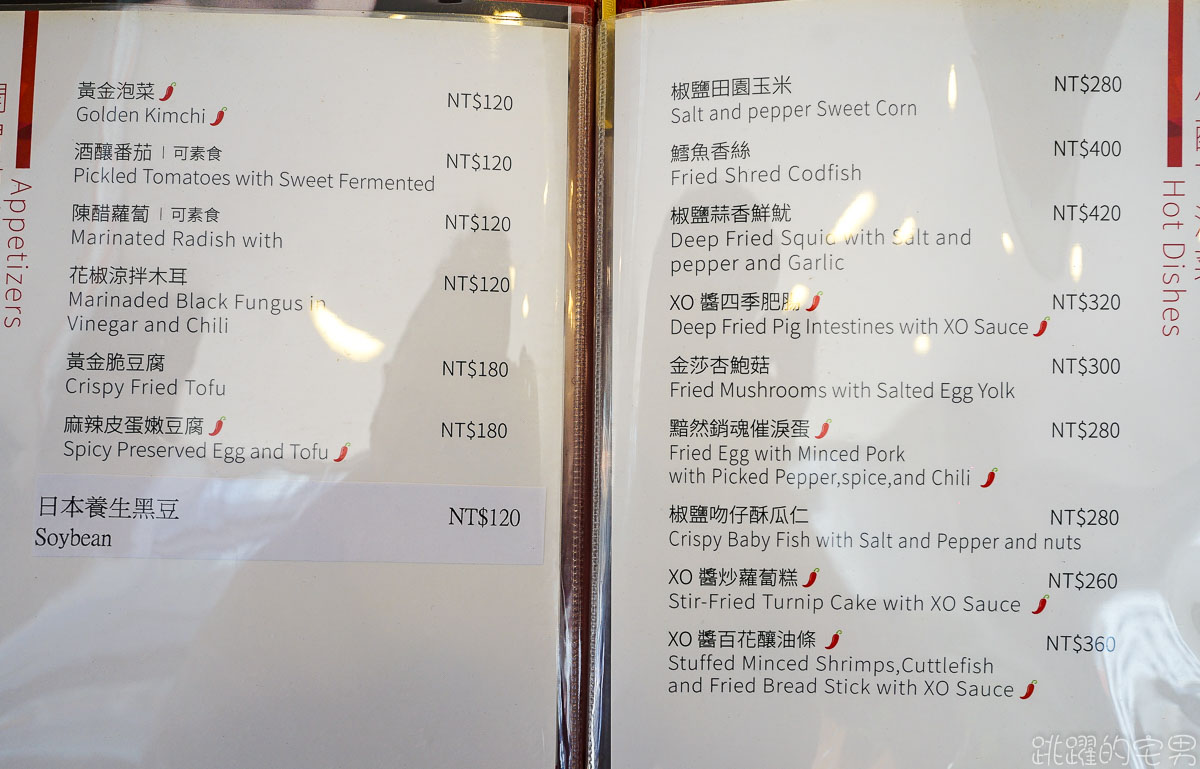 Appetizers
黃金泡菜
Golden Kimchi
NT$120
酒釀番茄 | 可素食
Pickled Tomatoes with Sweet Fermented
NT$120
陳醋蘿蔔 | 可素食
Marinated Radish with
NT$120
花椒涼拌木耳
Marinaded Black Fungus in
Vinegar and Chili
NT$120
黃金脆豆腐
Crispy Fried Tofu
NT$180
麻辣皮蛋嫩豆腐
Spicy Preserved Egg and Tofu
NT$180
日本養生黑豆
Soybean
NT$120
Hot Dishes
椒鹽田園玉米
Salt and pepper Sweet Corn
NT$280
鱈魚香絲
Fried Shred Codfish
NT$400
椒鹽蒜香鮮魷
Deep Fried Squid with Salt and
pepper and Garlic
NT$420
XO 醬四季肥腸
Deep Fried Pig Intestines with XO Sauce
NT$320
金莎杏鮑菇
Fried Mushrooms with Salted Egg Yolk
NT$300
黯然銷魂催淚蛋
Fried Egg with Minced Pork
with Picked Pepper,spice,and Chili
NT$280
椒鹽吻仔酥瓜仁
Crispy Baby Fish with Salt and Pepper and nuts
NT$280
XO 醬炒蘿蔔糕
Stir-Fried Turnip Cake with XO Sauce
NT$260
XO 醬百花釀油條
Stuffed Minced Shrimps,Cuttlefish
and Fried Bread Stick with XO Sauce
NT$360
跳躍的宅男